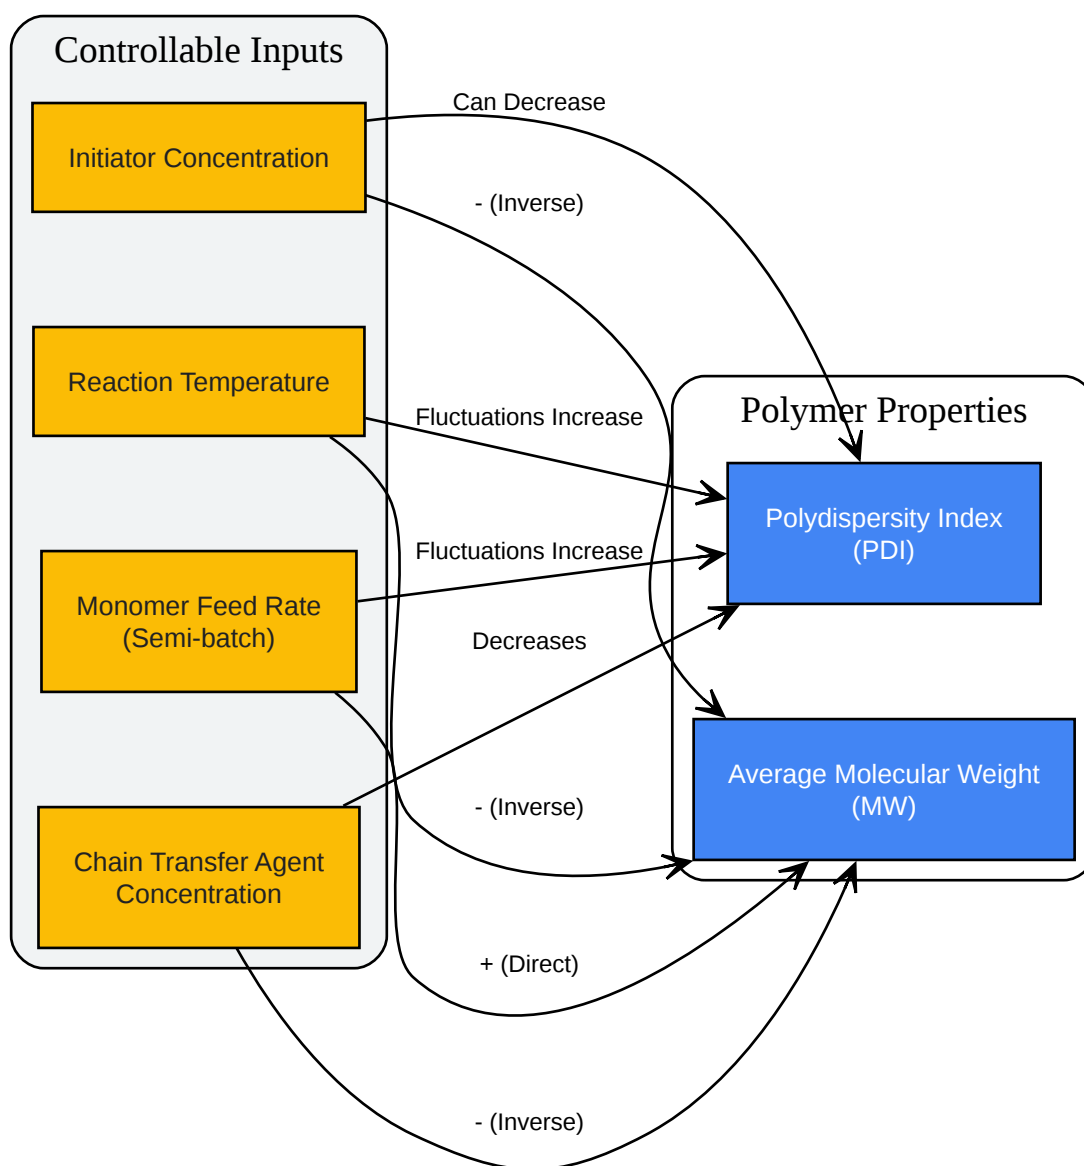 Controllable Inputs
Can Decrease
Initiator Concentration
- (Inverse)
Reaction Temperature
Fluctuations Increase
Polymer Properties
Polydispersity Index
(PDI)
Fluctuations Increase
Monomer Feed Rate
(Semi-batch)
Decreases
Average Molecular Weight
(MW)
- (Inverse)
Chain Transfer Agent
Concentration
+ (Direct)
- (Inverse)